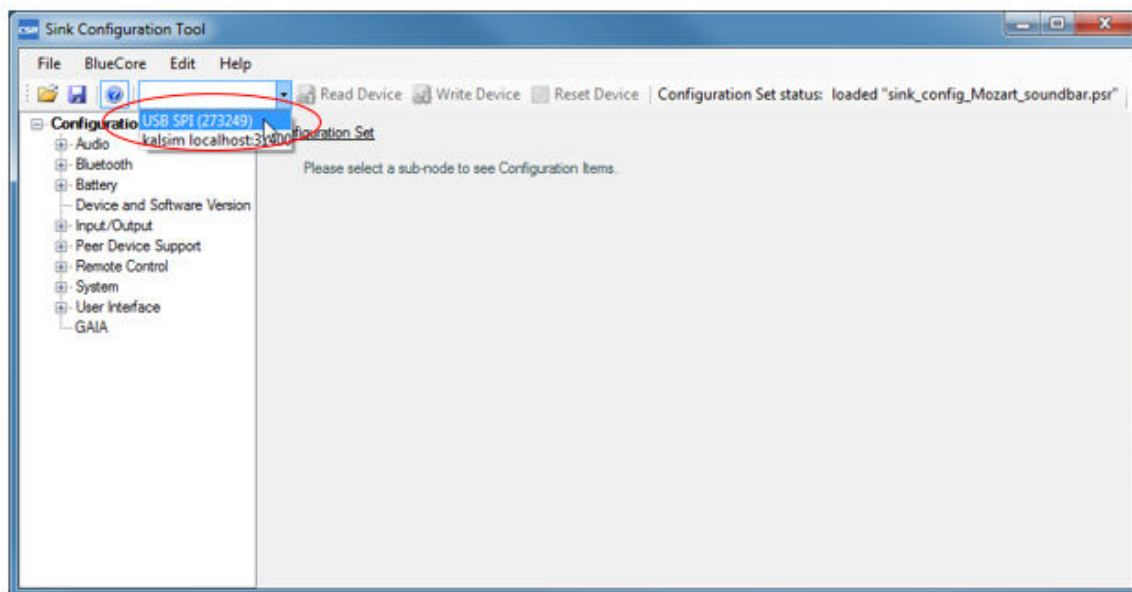 CSR Sink Configuration Tool
File BlueCore Edit Help
Read Device Write Device Reset Device Configuration Set status: loaded "sink_config_Mozart_soundbar.psr"
USB SPI (273249)
kalsim localhost:31400
Configuratio
figuration Set
Please select a sub-node to see Configuration Items.
Audio
Bluetooth
Battery
Device and Software Version
Input/Output
Peer Device Support
Remote Control
System
User Interface
GAIA